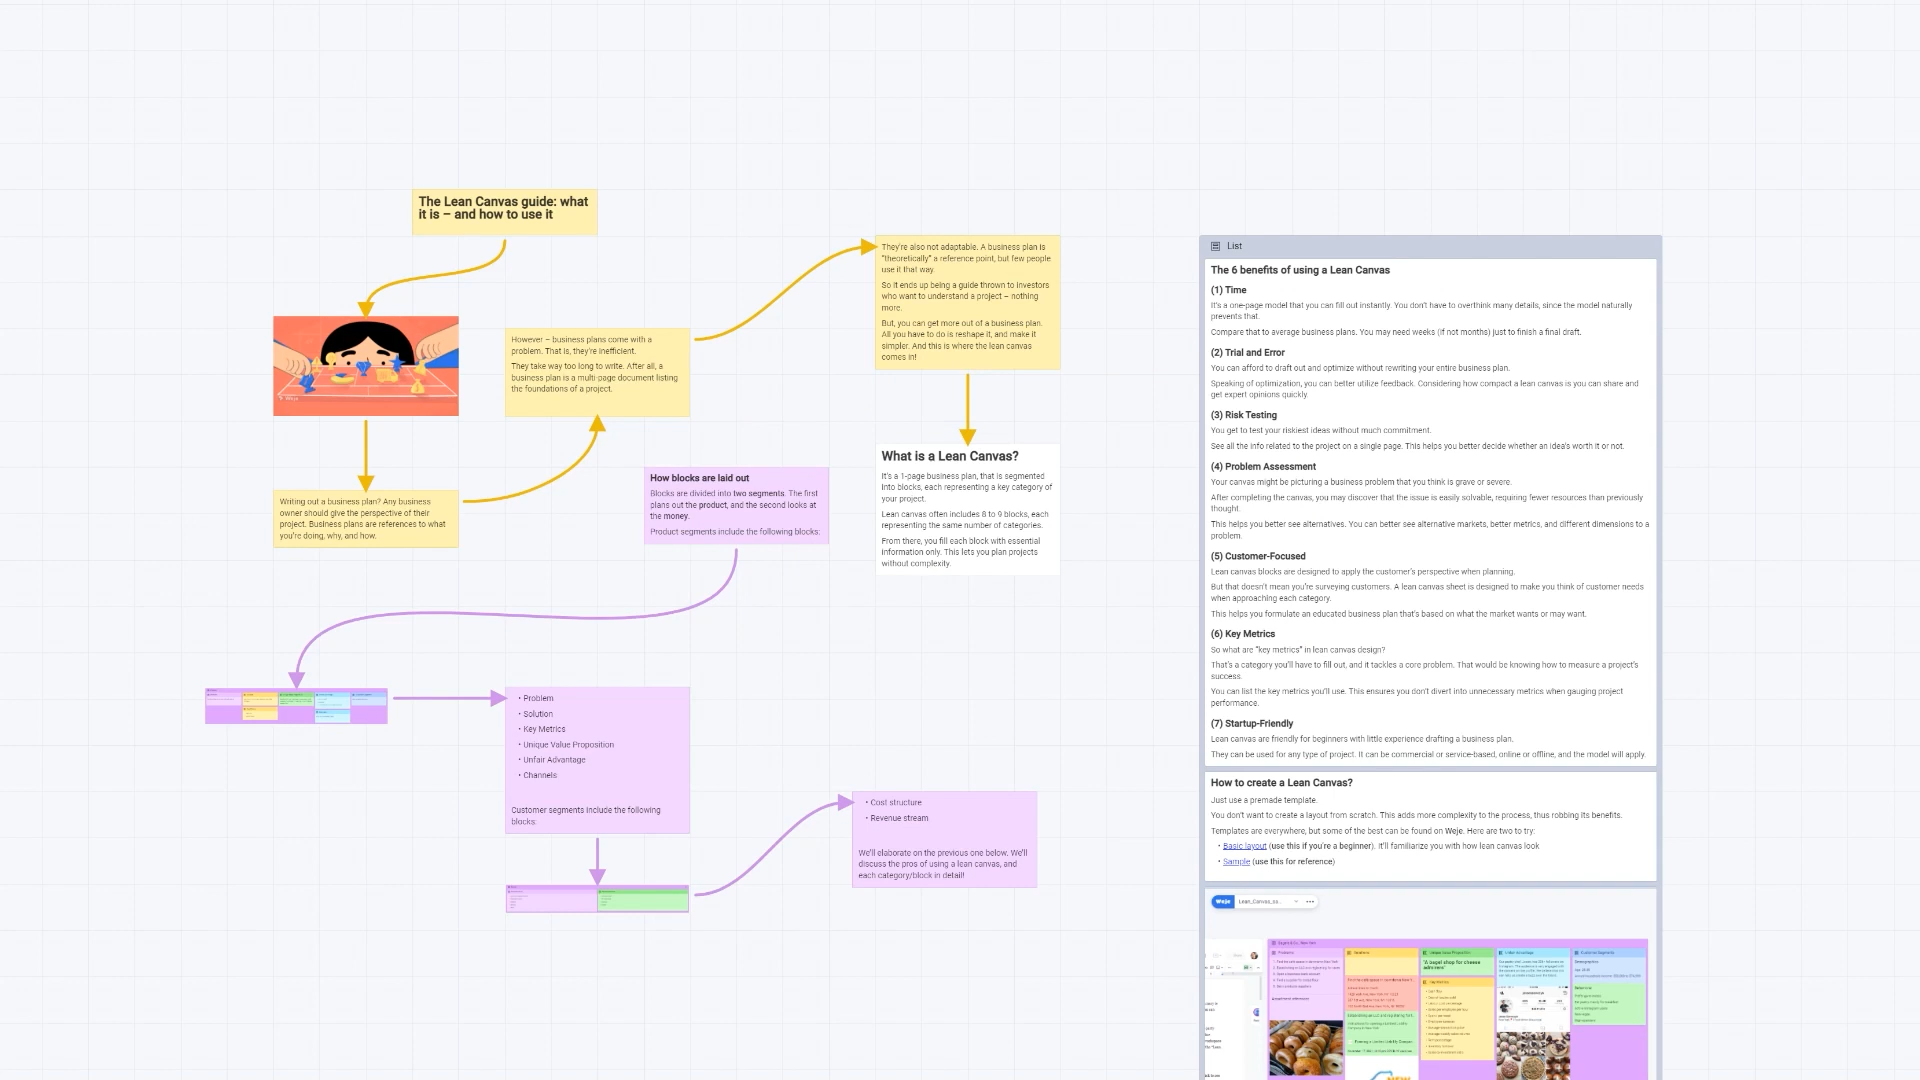 The Lean Canvas guide: what
it is – and how to use it
Weje
Writing out a business plan? Any business
owner should give the perspective of their
project. Business plans are references to what
you're doing, why, and how.
However – business plans come with a
problem. That is, they're inefficient.
They take way too long to write. After all, a
business plan is a multi-page document listing
the foundations of a project.
They're also not adaptable. A business plan is
"theoretically" a reference point, but few people
use it that way.
So it ends up being a guide thrown to investors
who want to understand a project – nothing
more.
But, you can get more out of a business plan.
All you have to do is reshape it, and make it
simpler. And this is where the lean canvas
comes in!
What is a Lean Canvas?
It's a 1-page business plan, that is segmented
into blocks, each representing a key category of
your project.
Lean canvas often includes 8 to 9 blocks, each
representing the same number of categories.
From there, you fill each block with essential
information only. This lets you plan projects
without complexity.
How blocks are laid out
Blocks are divided into two segments. The first
plans out the product, and the second looks at
the money.
Product segments include the following blocks:
• Problem
• Solution
• Key Metrics
• Unique Value Proposition
• Unfair Advantage
• Channels
Customer segments include the following
blocks:
• Cost structure
• Revenue stream
We'll elaborate on the previous one below. We'll
discuss the pros of using a lean canvas, and
each category/block in detail!
List
The 6 benefits of using a Lean Canvas
(1) Time
It's a one-page model that you can fill out instantly. You don't have to overthink many details, since the model naturally
prevents that.
Compare that to average business plans. You may need weeks (if not months) just to finish a final draft.
(2) Trial and Error
You can afford to draft out and optimize without rewriting your entire business plan.
Speaking of optimization, you can better utilize feedback. Considering how compact a lean canvas is you can share and
get expert opinions quickly.
(3) Risk Testing
You get to test your riskiest ideas without much commitment.
See all the info related to the project on a single page. This helps you better decide whether an idea's worth it or not.
(4) Problem Assessment
Your canvas might be picturing a business problem that you think is grave or severe.
After completing the canvas, you may discover that the issue is easily solvable, requiring fewer resources than previously
thought.
This helps you better see alternatives. You can better see alternative markets, better metrics, and different dimensions to a
problem.
(5) Customer-Focused
Lean canvas blocks are designed to apply the customer's perspective when planning.
But that doesn't mean you're surveying customers. A lean canvas sheet is designed to make you think of customer needs
when approaching each category.
This helps you formulate an educated business plan that's based on what the market wants or may want.
(6) Key Metrics
So what are "key metrics" in lean canvas design?
That's a category you'll have to fill out, and it tackles a core problem. That would be knowing how to measure a project's
success.
You can list the key metrics you'll use. This ensures you don't divert into unnecessary metrics when gauging project
performance.
(7) Startup-Friendly
Lean canvas are friendly for beginners with little experience drafting a business plan.
They can be used for any type of project. It can be commercial or service-based, online or offline, and the model will apply.
How to create a Lean Canvas?
Just use a premade template.
You don't want to create a layout from scratch. This adds more complexity to the process, thus robbing its benefits.
Templates are everywhere, but some of the best can be found on Weje. Here are two to try:
• Basic layout (use this if you're a beginner). it'll familiarize you with how lean canvas look
• Sample (use this for reference)
Weje
"A bagel shop for cheese
admirers"
Customer Segments